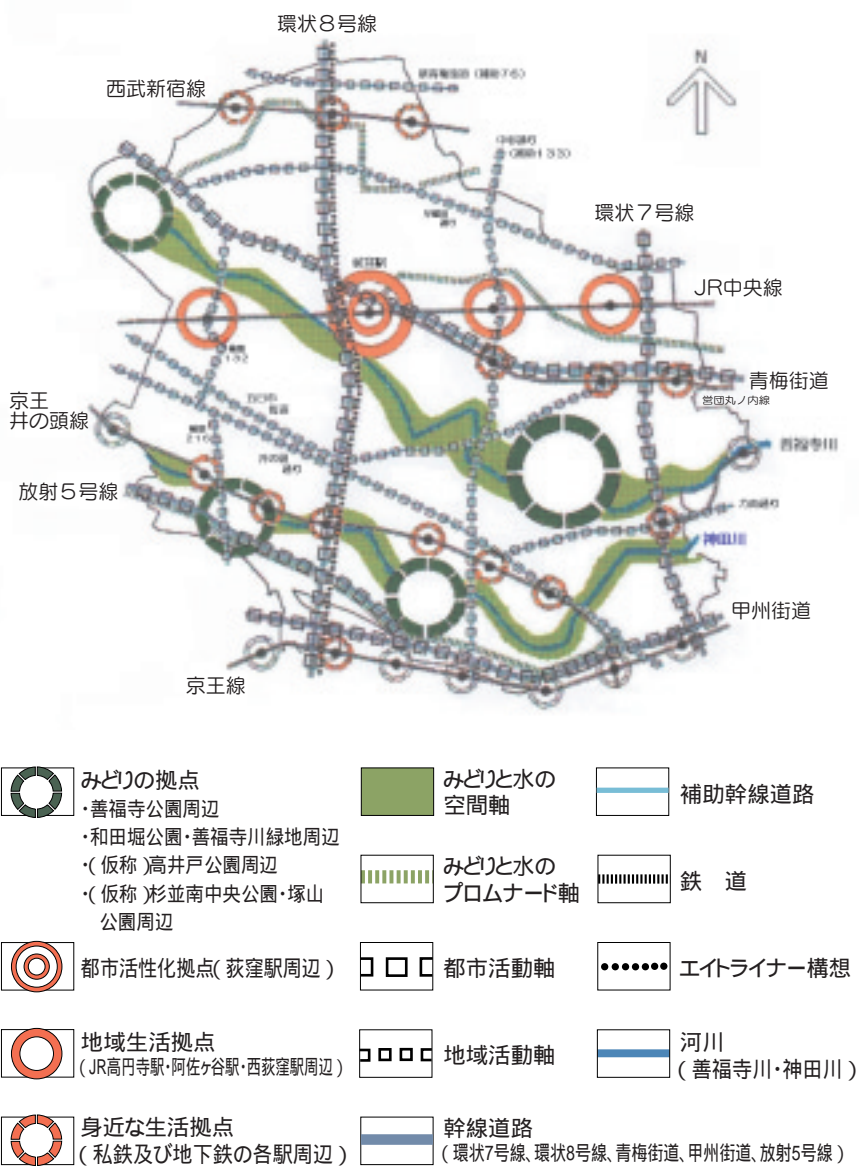 環状8号線
西武新宿線
N
環状7号線
JR中央線
青梅街道
営団丸ノ内線
京王
井の頭線
善福寺川
放射5号線
神田川
甲州街道
京王線
みどりの拠点
・善福寺公園周辺
・和田堀公園・善福寺川緑地周辺
・(仮称)高井戸公園周辺
・(仮称)杉並南中央公園・塚山
公園周辺
都市活性化拠点(荻窪駅周辺)
地域生活拠点
(JR高円寺駅・阿佐ヶ谷駅・西荻窪駅周辺)
身近な生活拠点
(私鉄及び地下鉄の各駅周辺)
みどりと水の
空間軸
みどりと水の
プロムナード軸
都市活動軸
地域活動軸
幹線道路
(環状7号線、環状8号線、青梅街道、甲州街道、放射5号線)
補助幹線道路
鉄　道
エイトライナー構想
河川
(善福寺川・神田川)